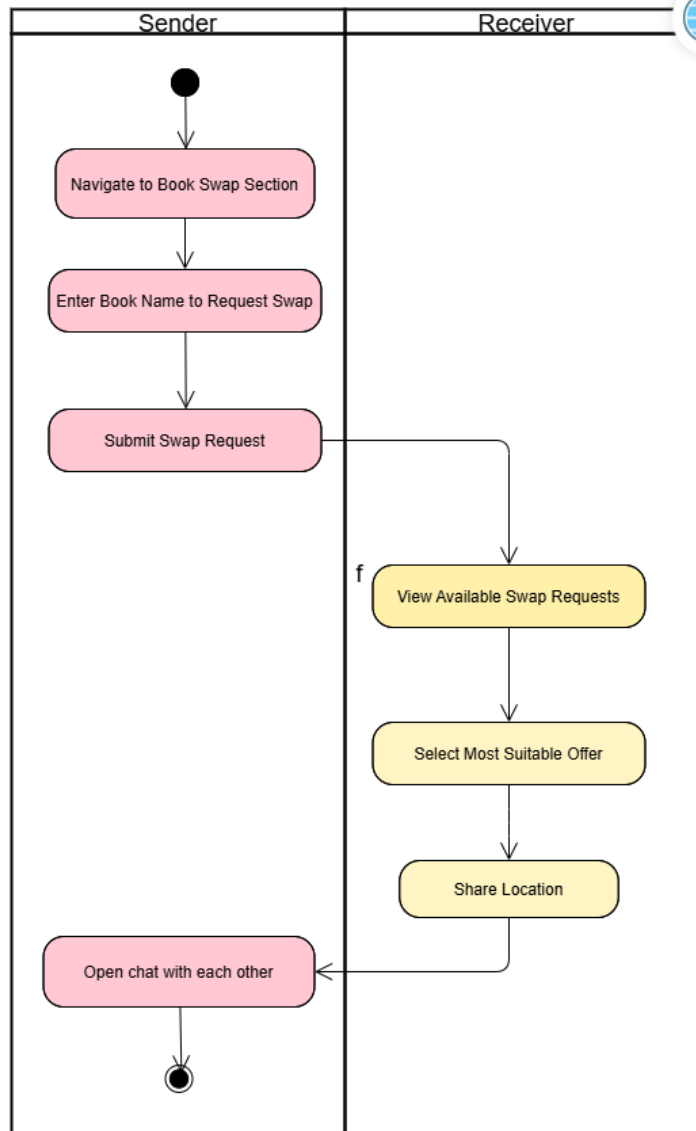 Sender
Receiver
Navigate to Book Swap Section
Enter Book Name to Request Swap
Submit Swap Request
f
View Available Swap Requests
Select Most Suitable Offer
Share Location
Open chat with each other